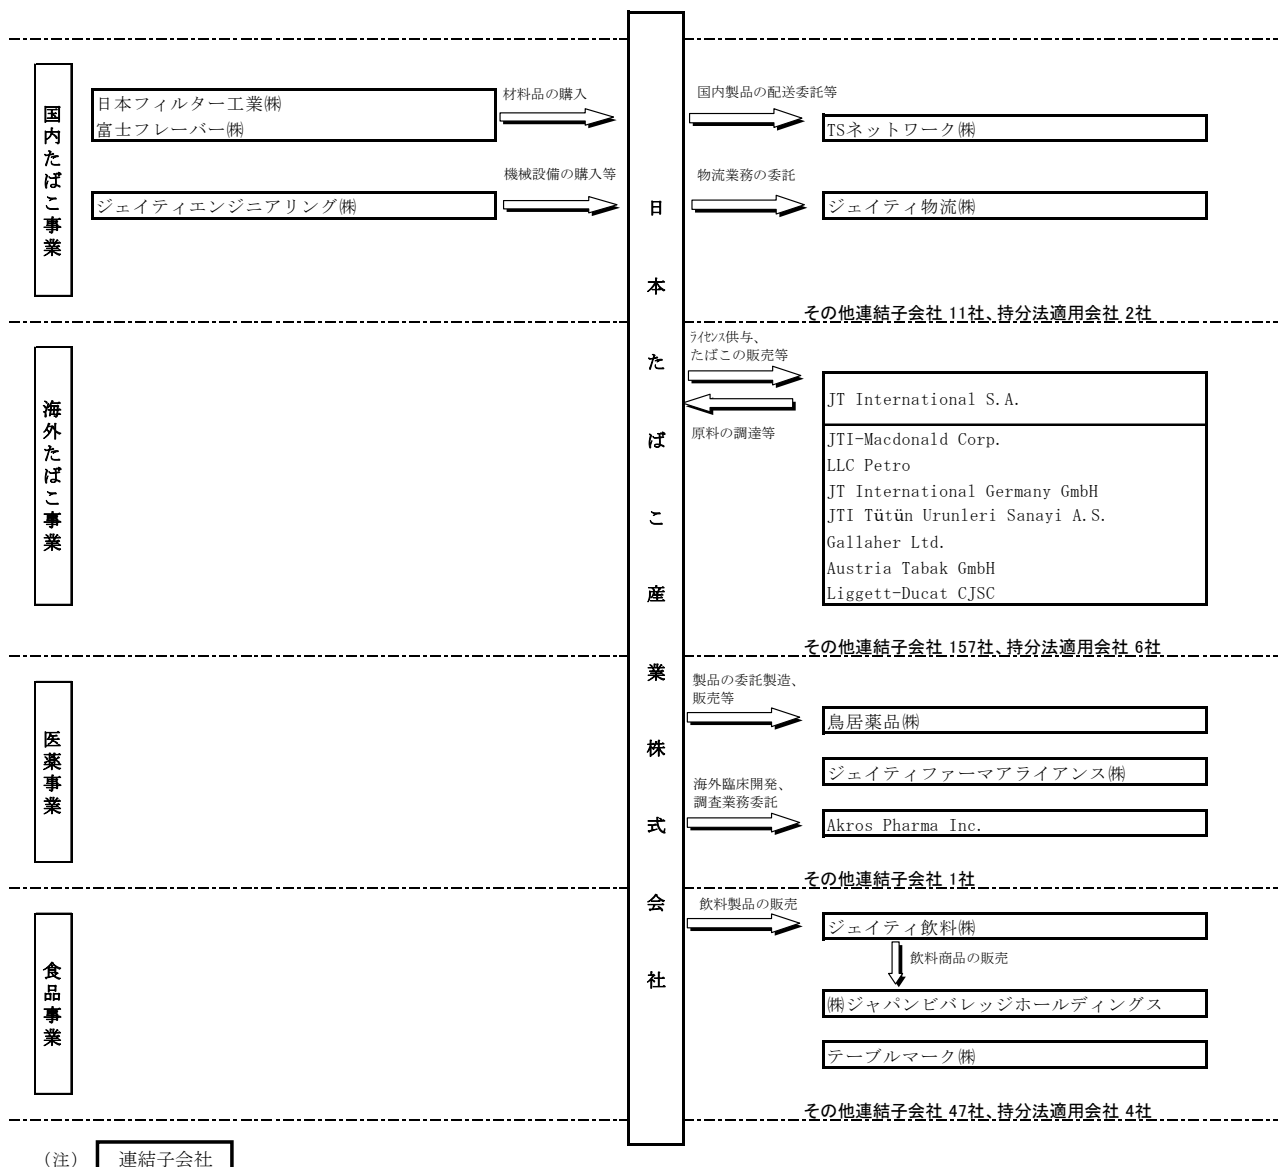 国内たばこ事業
日本フィルター工業㈱
富士フレーバー㈱
材料品の購入
国内製品の配送委託等
TSネットワーク㈱
ジェイティエンジニアリング㈱
機械設備の購入等
物流業務の委託
ジェイティ物流㈱
その他連結子会社 11社、持分法適用会社 2社
日本たばこ産業株式会社
海外たばこ事業
ﾗｲｾﾝｽ供与、
たばこの販売等
原料の調達等
JT International S.A.
JTI-Macdonald Corp.
LLC Petro
JT International Germany GmbH
JTI Tütün Urunleri Sanayi A.S.
Gallaher Ltd.
Austria Tabak GmbH
Liggett-Ducat CJSC
その他連結子会社 157社、持分法適用会社 6社
医薬事業
製品の委託製造、
販売等
鳥居薬品㈱
ジェイティファーマアライアンス㈱
海外臨床開発、
調査業務委託
Akros Pharma Inc.
その他連結子会社 1社
食品事業
飲料製品の販売
ジェイティ飲料㈱
飲料商品の販売
㈱ジャパンビバレッジホールディングス
テーブルマーク㈱
その他連結子会社 47社、持分法適用会社 4社
（注） 連結子会社